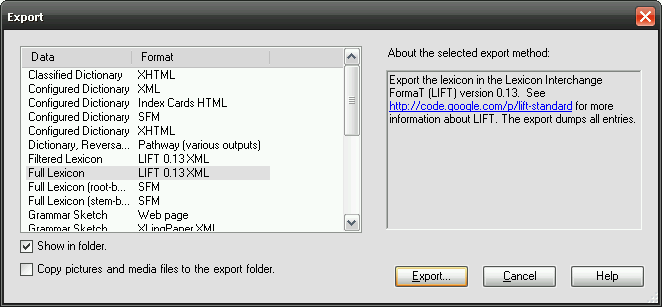 Export
Data Format
Classified Dictionary XHTML
Configured Dictionary XML
Configured Dictionary Index Cards HTML
Configured Dictionary SFM
Configured Dictionary XHTML
Dictionary, Reversa... Pathway (various outputs)
Filtered Lexicon LIFT 0.13 XML
Full Lexicon LIFT 0.13 XML
Full Lexicon (root-b... SFM
Full Lexicon (stem-b... SFM
Grammar Sketch Web page
Grammar Sketch XLingPaper XML
Show in folder.
Copy pictures and media files to the export folder.
About the selected export method:
Export the lexicon in the Lexicon Interchange
FormaT (LIFT) version 0.13. See
http://code.google.com/p/lift-standard for more
information about LIFT. The export dumps all entries.
Export... Cancel Help